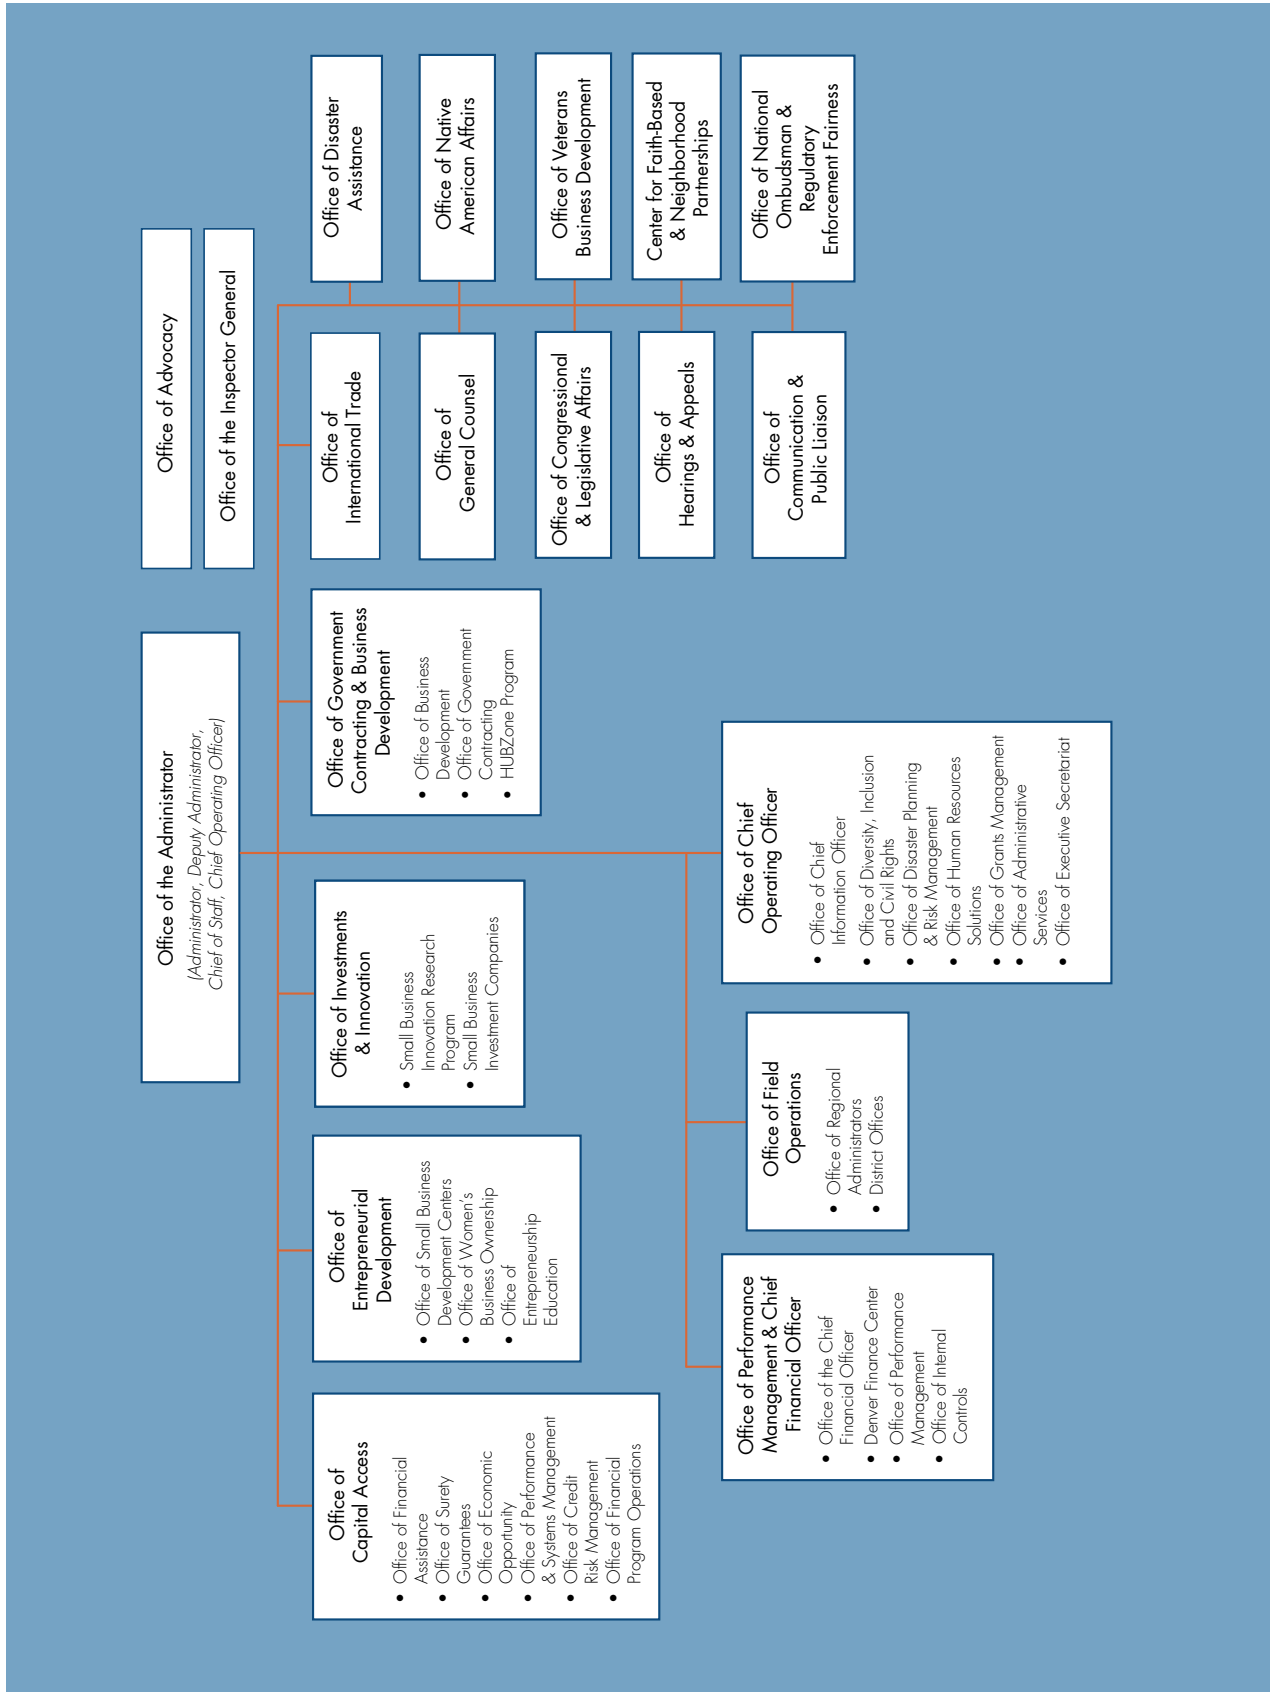 Office of the Administrator
(Administrator, Deputy Administrator,
Chief of Staff, Chief Operating Officer)
Office of Advocacy
Office of the Inspector General
Office of
Capital Access
• Office of Financial
Assistance
• Office of Surety
Guarantees
• Office of Economic
Opportunity
• Office of Performance
& Systems Management
• Office of Credit
Risk Management
• Office of Financial
Program Operations
Office of
Entrepreneurial
Development
• Office of Small Business
Development Centers
• Office of Women's
Business Ownership
• Office of
Entrepreneurship
Education
Office of Investments
& Innovation
• Small Business
Innovation Research
Program
• Small Business
Investment Companies
Office of Government
Contracting & Business
Development
• Office of Business
Development
• Office of Government
Contracting
• HUBZone Program
Office of
International Trade
Office of Disaster
Assistance
Office of
General Counsel
Office of Native
American Affairs
Office of Congressional
& Legislative Affairs
Office of Veterans
Business Development
Office of
Hearings & Appeals
Center for Faith-Based
& Neighborhood
Partnerships
Office of
Communication &
Public Liaison
Office of National
Ombudsman &
Regulatory
Enforcement Fairness
Office of Performance
Management & Chief
Financial Officer
• Office of the Chief
Financial Officer
• Denver Finance Center
• Office of Performance
Management
• Office of Internal
Controls
Office of Field
Operations
• Office of Regional
Administrators
• District Offices
Office of Chief
Operating Officer
• Office of Chief
Information Officer
• Office of Diversity, Inclusion
and Civil Rights
• Office of Disaster Planning
& Risk Management
• Office of Human Resources
Solutions
• Office of Grants Management
• Office of Administrative
Services
• Office of Executive Secretariat